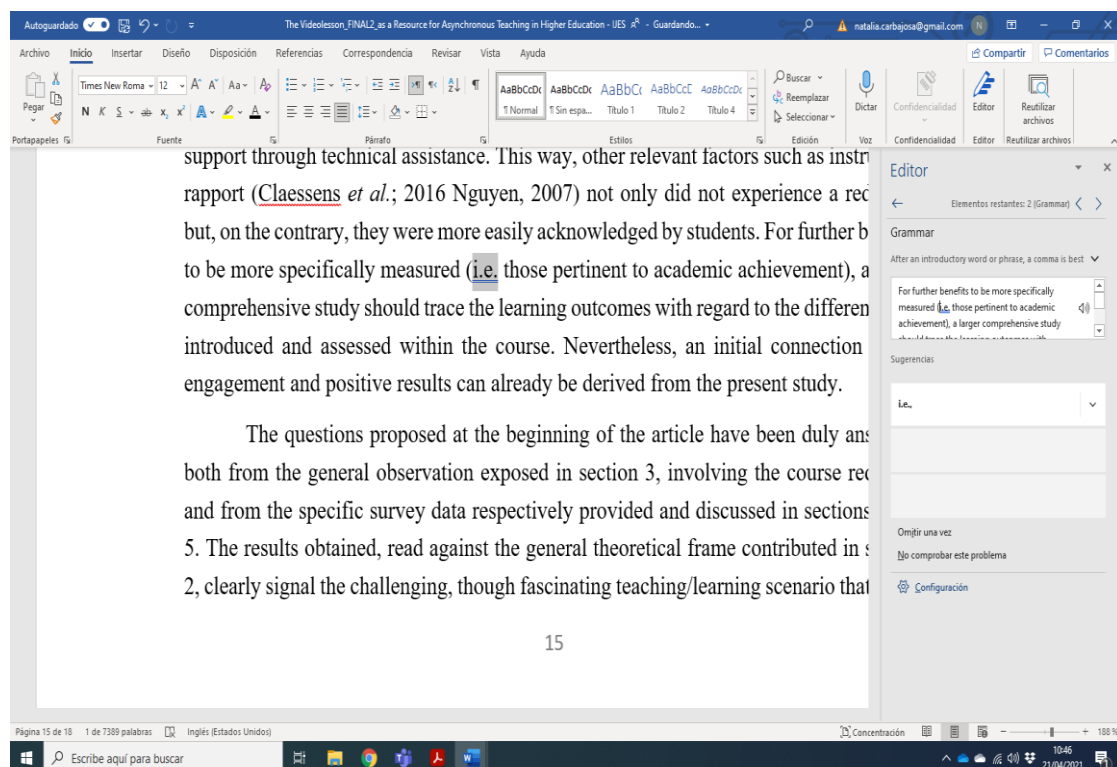 Autoguardado
The Videolesson_FINAL2_as a Resource for Asynchronous Teaching in Higher Education - IJES - Guardando...
natalia.carbajosa@gmail.com N
Archivo Inicio Insertar Diseño Disposición Referencias Correspondencia Revisar Vista Ayuda
Compartir Comentarios
Pegar
Times New Roma 12
N K S ab x₂ x² A A
AaBbCcDc AaBbCcDc AaBbCc AaBbCcE AaBbCcDc
¶ Normal ¶ Sin espa... Título 1 Título 2 Título 4
Buscar
Reemplazar
Seleccionar
Dictar
Confidencialidad
Editor
Reutilizar archivos
Portapapeles Fuente Párrafo Estilos Edición Voz Confidencialidad Editor Reutilizar archivos
support through technical assistance. This way, other relevant factors such as instr
rapport (Claessens et al.; 2016 Nguyen, 2007) not only did not experience a red
but, on the contrary, they were more easily acknowledged by students. For further b
to be more specifically measured (i.e. those pertinent to academic achievement), a
comprehensive study should trace the learning outcomes with regard to the differen
introduced and assessed within the course. Nevertheless, an initial connection
engagement and positive results can already be derived from the present study.
The questions proposed at the beginning of the article have been duly ans
both from the general observation exposed in section 3, involving the course rec
and from the specific survey data respectively provided and discussed in sections
5. The results obtained, read against the general theoretical frame contributed in s
2, clearly signal the challenging, though fascinating teaching/learning scenario that
15
Editor
Elementos restantes: 2 (Grammar)
Grammar
After an introductory word or phrase, a comma is best
For further benefits to be more specifically
measured (i.e. those pertinent to academic
achievement), a larger comprehensive study
should trace the learning outcomes with
Sugerencias
i.e.,
Omitir una vez
No comprobar este problema
Configuración
Página 15 de 18 1 de 7389 palabras Inglés (Estados Unidos)
Concentración 188 %
Escribe aquí para buscar
10:46
21/04/2021